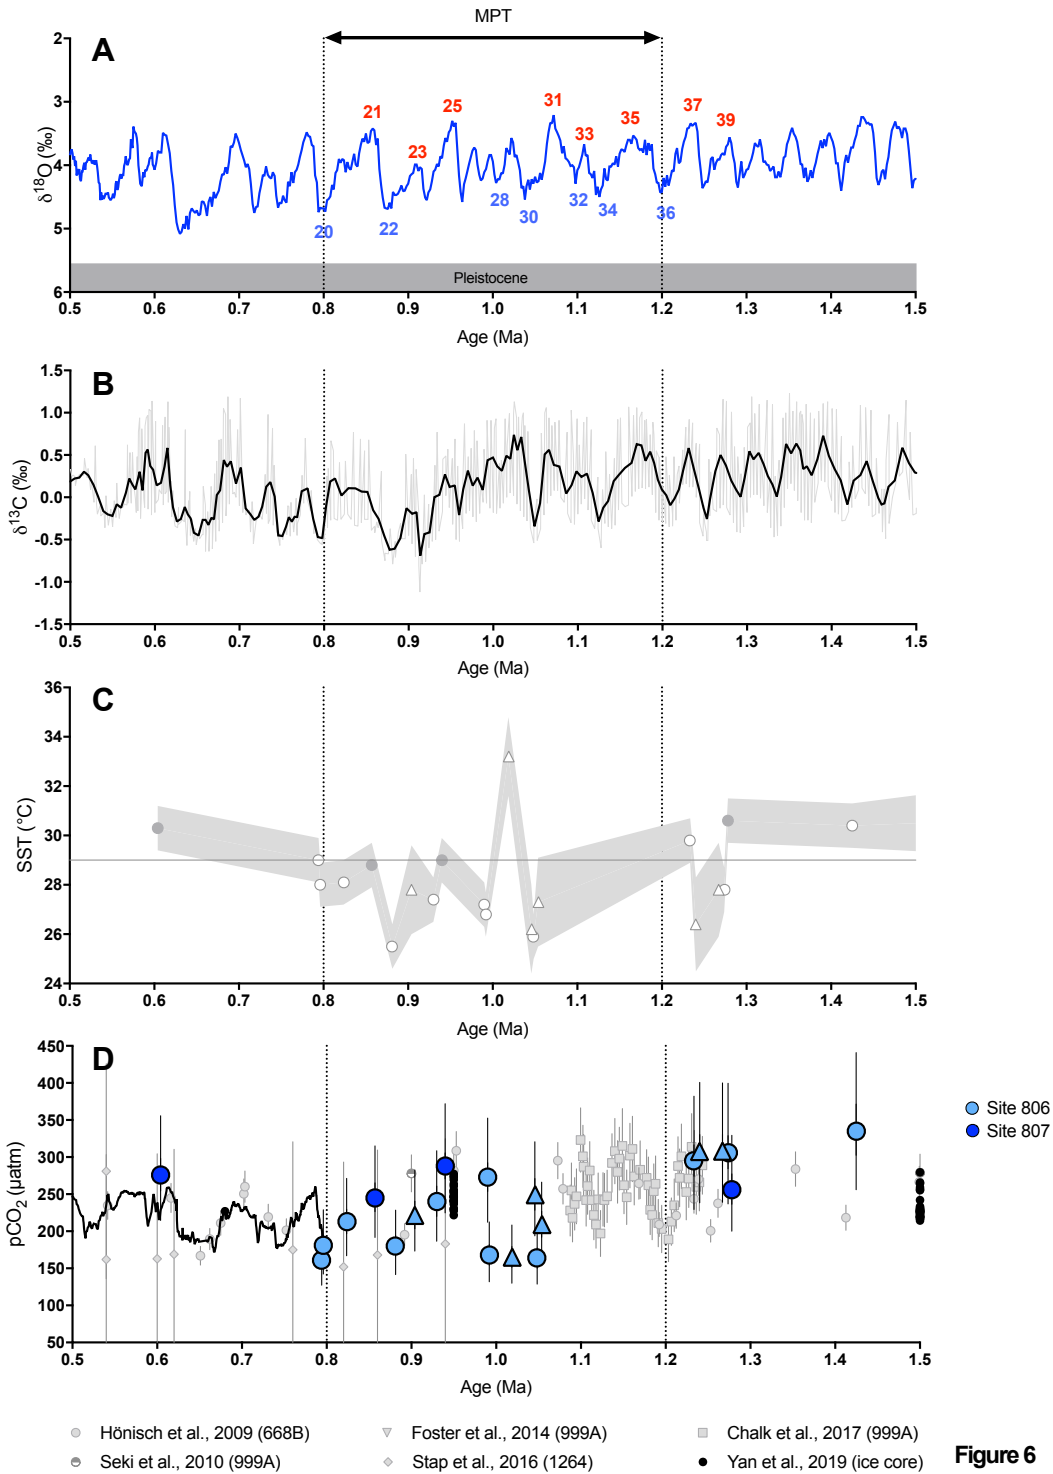 MPT
A
2
3
4
5
6
δ18O (‰)
21
25
31
33
35
37
39
23
20
22
28
30
32
34
36
Pleistocene
0.5 0.6 0.7 0.8 0.9 1.0 1.1 1.2 1.3 1.4 1.5
Age (Ma)
B
1.5
1.0
0.5
0.0
-0.5
-1.0
-1.5
δ13C (‰)
0.5 0.6 0.7 0.8 0.9 1.0 1.1 1.2 1.3 1.4 1.5
Age (Ma)
C
36
34
32
30
28
26
24
SST (°C)
0.5 0.6 0.7 0.8 0.9 1.0 1.1 1.2 1.3 1.4 1.5
Age (Ma)
D
450
400
350
300
250
200
150
100
50
pCO2 (µatm)
0.5 0.6 0.7 0.8 0.9 1.0 1.1 1.2 1.3 1.4 1.5
Age (Ma)
Site 806
Site 807
Hönisch et al., 2009 (668B)
Foster et al., 2014 (999A)
Chalk et al., 2017 (999A)
Seki et al., 2010 (999A)
Stap et al., 2016 (1264)
Yan et al., 2019 (ice core)
Figure 6